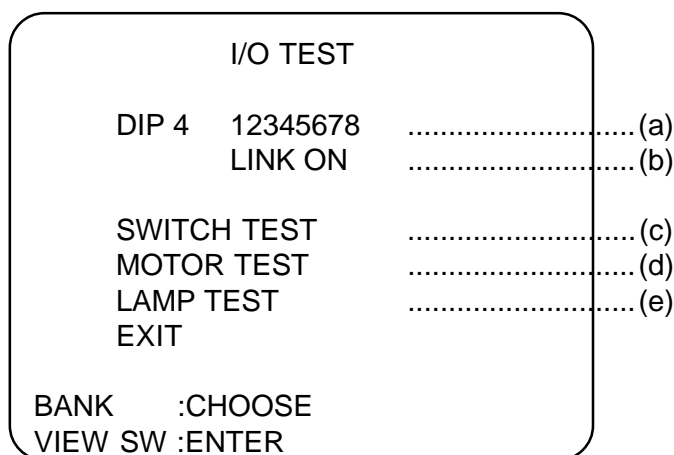 I/O TEST
DIP 4 12345678 ...........................(a)
LINK ON ...........................(b)
SWITCH TEST ...........................(c)
MOTOR TEST ...........................(d)
LAMP TEST ...........................(e)
EXIT
BANK :CHOOSE
VIEW SW :ENTER